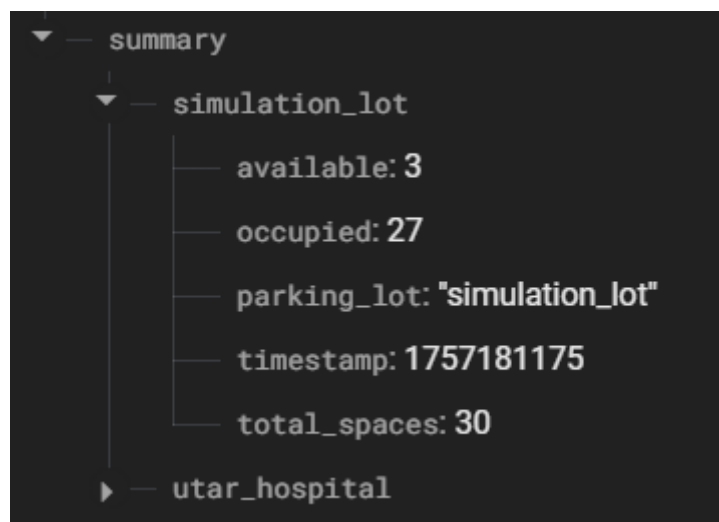 summary
simulation_lot
available: 3
occupied: 27
parking_lot: "simulation_lot"
timestamp: 1757181175
total_spaces: 30
utar_hospital